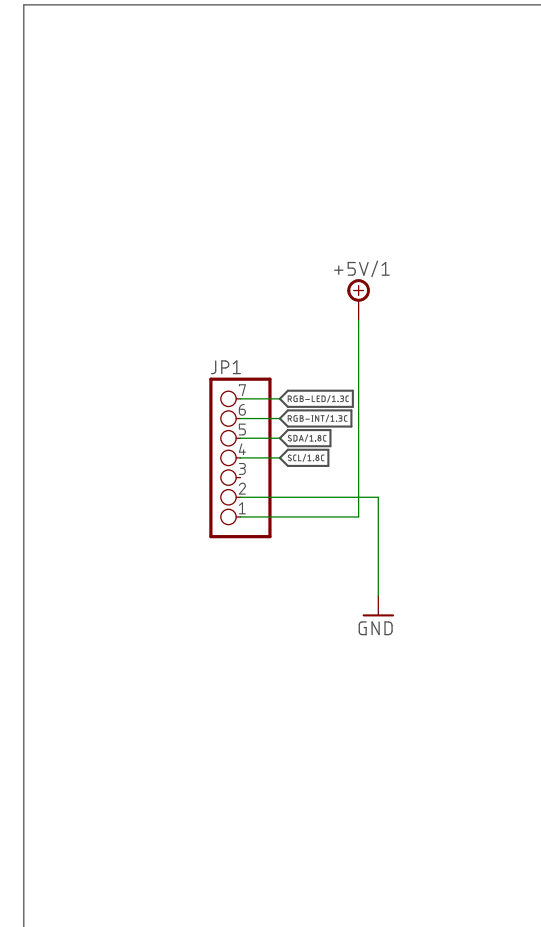 +5V/1
JP1
7
RGB-LED/1.3C
6
RGB-INT/1.3C
5
SDA/1.8C
4
SCL/1.8C
3
2
1
GND